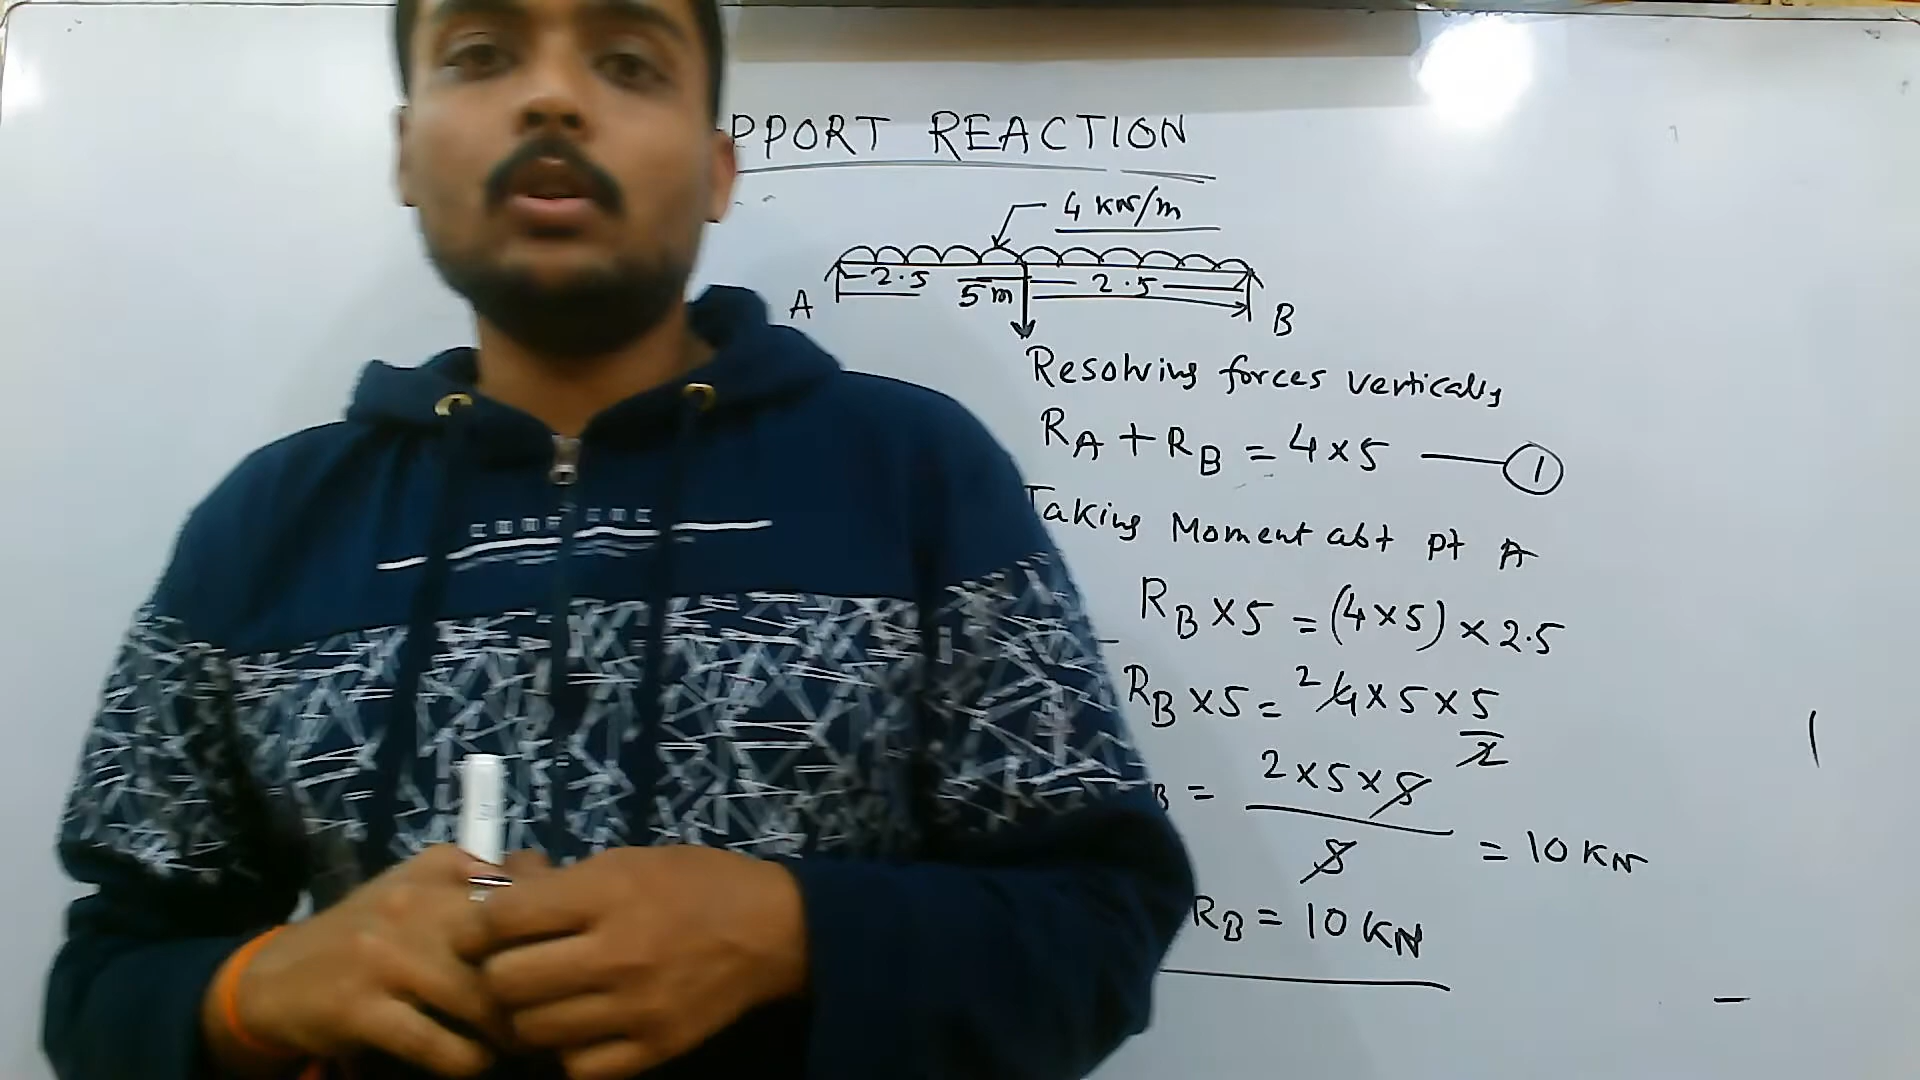 PPORT REACTION
4 KN/m
2.5 5m 2.5
A B
Resolving forces vertically
RA + RB = 4×5 — 1
Taking Moment abt pt A
RB ×5 = (4×5) × 2.5
RB ×5 = 2 4×5×5/2
B = 2×5×5/5 = 10 KN
RB = 10 KN